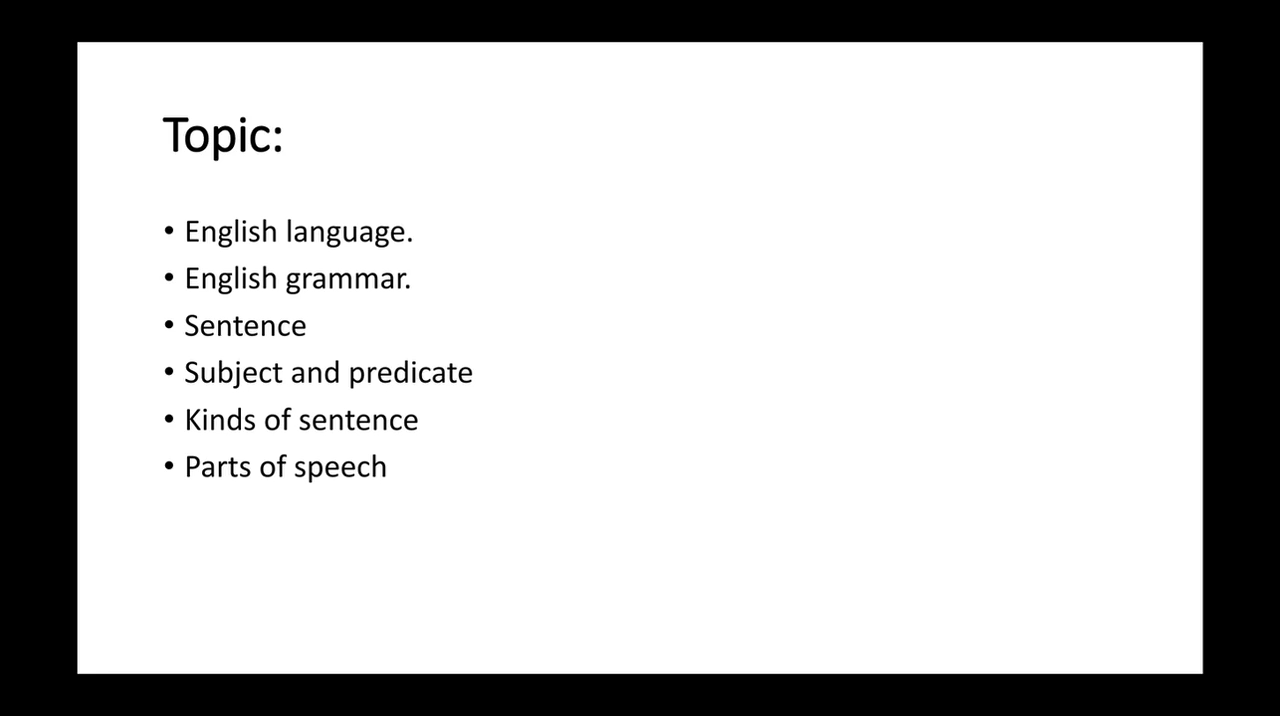 Topic:
• English language.
• English grammar.
• Sentence
• Subject and predicate
• Kinds of sentence
• Parts of speech